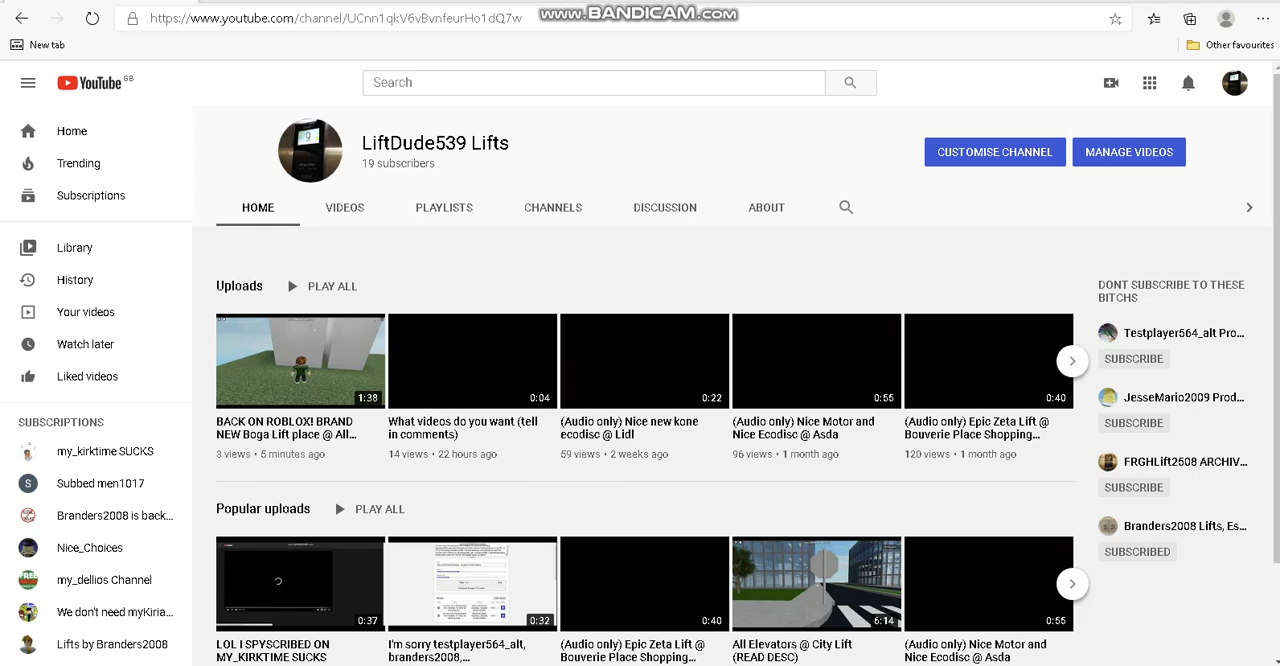 https://www.youtube.com/channel/UCnn1qkV6vBvnfeurHo1dQ7w
www.BANDICAM.com
New tab
Other favourites
YouTube GB
Search
Home
Trending
Subscriptions
Library
History
Your videos
Watch later
Liked videos
SUBSCRIPTIONS
my_kirktime SUCKS
S
Subbed men1017
Branders2008 is back...
Nice_Choices
FREE
my_dellios Channel
We don't need myKiria...
Lifts by Branders2008
9
LiftDude539 Lifts
19 subscribers
CUSTOMISE CHANNEL
MANAGE VIDEOS
HOME
VIDEOS
PLAYLISTS
CHANNELS
DISCUSSION
ABOUT
Uploads
PLAY ALL
1:38
0:04
0:22
0:55
0:40
BACK ON ROBLOX! BRAND
NEW Boga Lift place @ All...
3 views • 5 minutes ago
What videos do you want (tell
in comments)
14 views • 22 hours ago
(Audio only) Nice new kone
ecodisc @ Lidl
59 views • 2 weeks ago
(Audio only) Nice Motor and
Nice Ecodisc @ Asda
96 views • 1 month ago
(Audio only) Epic Zeta Lift @
Bouverie Place Shopping...
120 views • 1 month ago
Popular uploads
PLAY ALL
0:37
0:32
0:40
6:14
0:55
LOL I SPYSCRIBED ON
MY_KIRKTIME SUCKS
I'm sorry testplayer564_alt,
branders2008,...
(Audio only) Epic Zeta Lift @
Bouverie Place Shopping...
All Elevators @ City Lift
(READ DESC)
(Audio only) Nice Motor and
Nice Ecodisc @ Asda
DONT SUBSCRIBE TO THESE
BITCHS
Testplayer564_alt Pro...
SUBSCRIBE
JesseMario2009 Prod...
SUBSCRIBE
FRGHLift2508 ARCHIV...
SUBSCRIBE
Branders2008 Lifts, Es...
SUBSCRIBED